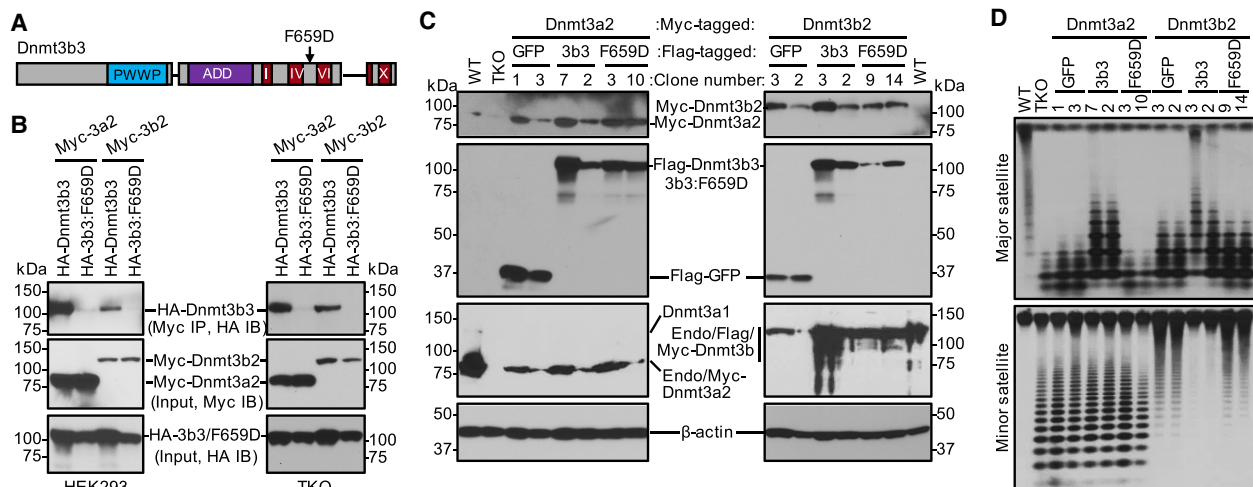 A
Dnmt3b3
F659D
PWWP
ADD
I
IV
VI
X
B
Myc-3a2
Myc-3b2
Myc-3a2
Myc-3b2
HA-Dnmt3b3
HA-3b3:F659D
HA-Dnmt3b3
HA-3b3:F659D
HA-Dnmt3b3
HA-3b3:F659D
HA-Dnmt3b3
HA-3b3:F659D
kDa
kDa
150
100
HA-Dnmt3b3
(Myc IP, HA IB)
150
100
150
100
75
Myc-Dnmt3b2
Myc-Dnmt3a2
(Input, Myc IB)
150
100
75
100
75
HA-3b3/F659D
(Input, HA IB)
100
75
HEK293
TKO
C
Dnmt3a2
:Myc-tagged:
Dnmt3b2
GFP
3b3
F659D
:Flag-tagged:
GFP
3b3
F659D
WT
TKO
1 3 7 2 3 10
:Clone number:
3 2 3 2 9 14
WT
kDa
kDa
100
75
Myc-Dnmt3b2
Myc-Dnmt3a2
100
75
100
75
50
37
Flag-Dnmt3b3
3b3:F659D
Flag-GFP
100
75
50
37
150
100
75
Dnmt3a1
Endo/Flag/
Myc-Dnmt3b
Endo/Myc-
Dnmt3a2
150
100
75
50
37
β-actin
50
37
D
Dnmt3a2
Dnmt3b2
GFP
3b3
F659D
GFP
3b3
F659D
WT
TKO
1 3 7 2 3 10 3 2 3 2 9 14
Major satellite
Minor satellite